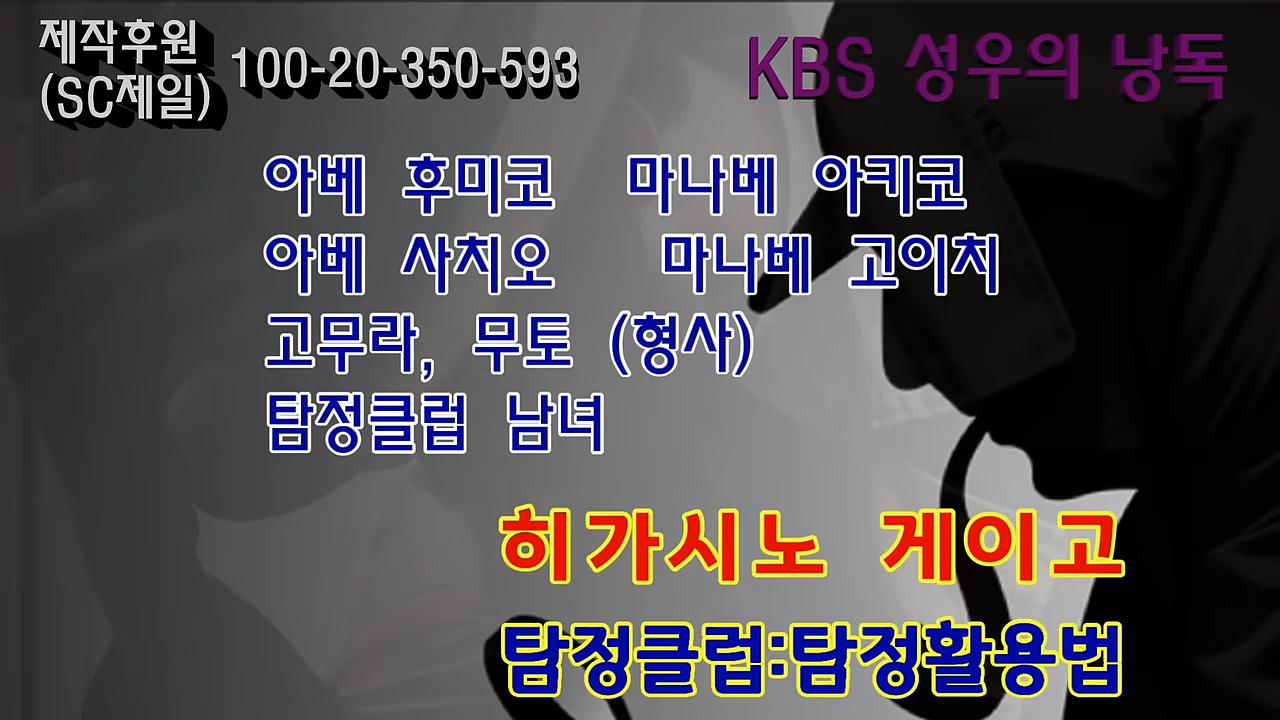 제작후원
(SC제일)
100-20-350-593
KBS 성우의 낭독
아베 후미코 마나베 아키코
아베 사치오 마나베 고이치
고무라, 무토 (형사)
탐정클럽 남녀
히가시노 게이고
탐정클럽:탐정활용법